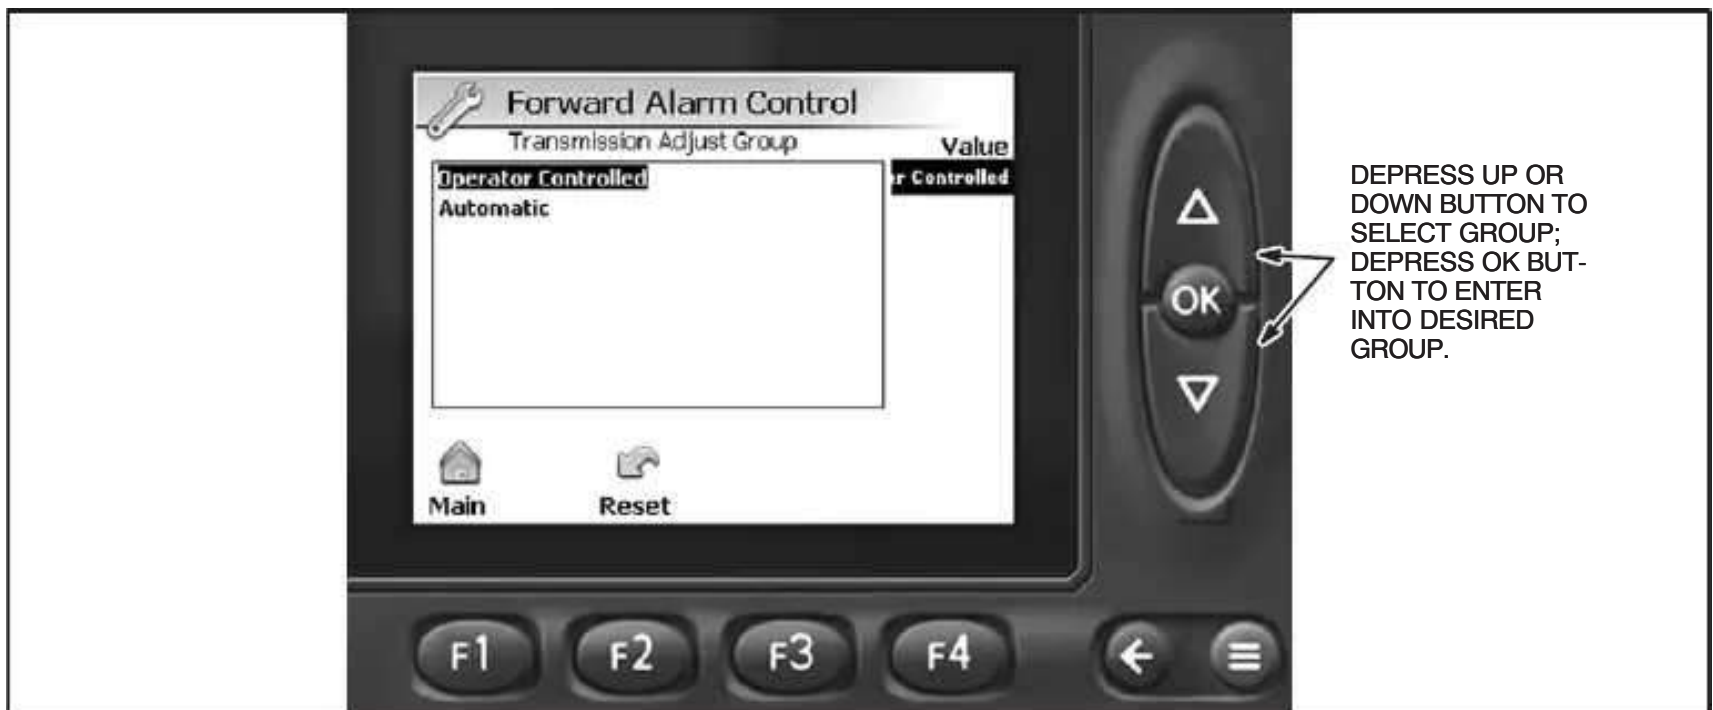 Forward Alarm Control
Transmission Adjust Group
Value
Operator Controlled
r Controlled
Automatic
Main
Reset
OK
F1
F2
F3
F4
DEPRESS UP OR
DOWN BUTTON TO
SELECT GROUP;
DEPRESS OK BUT-
TON TO ENTER
INTO DESIRED
GROUP.